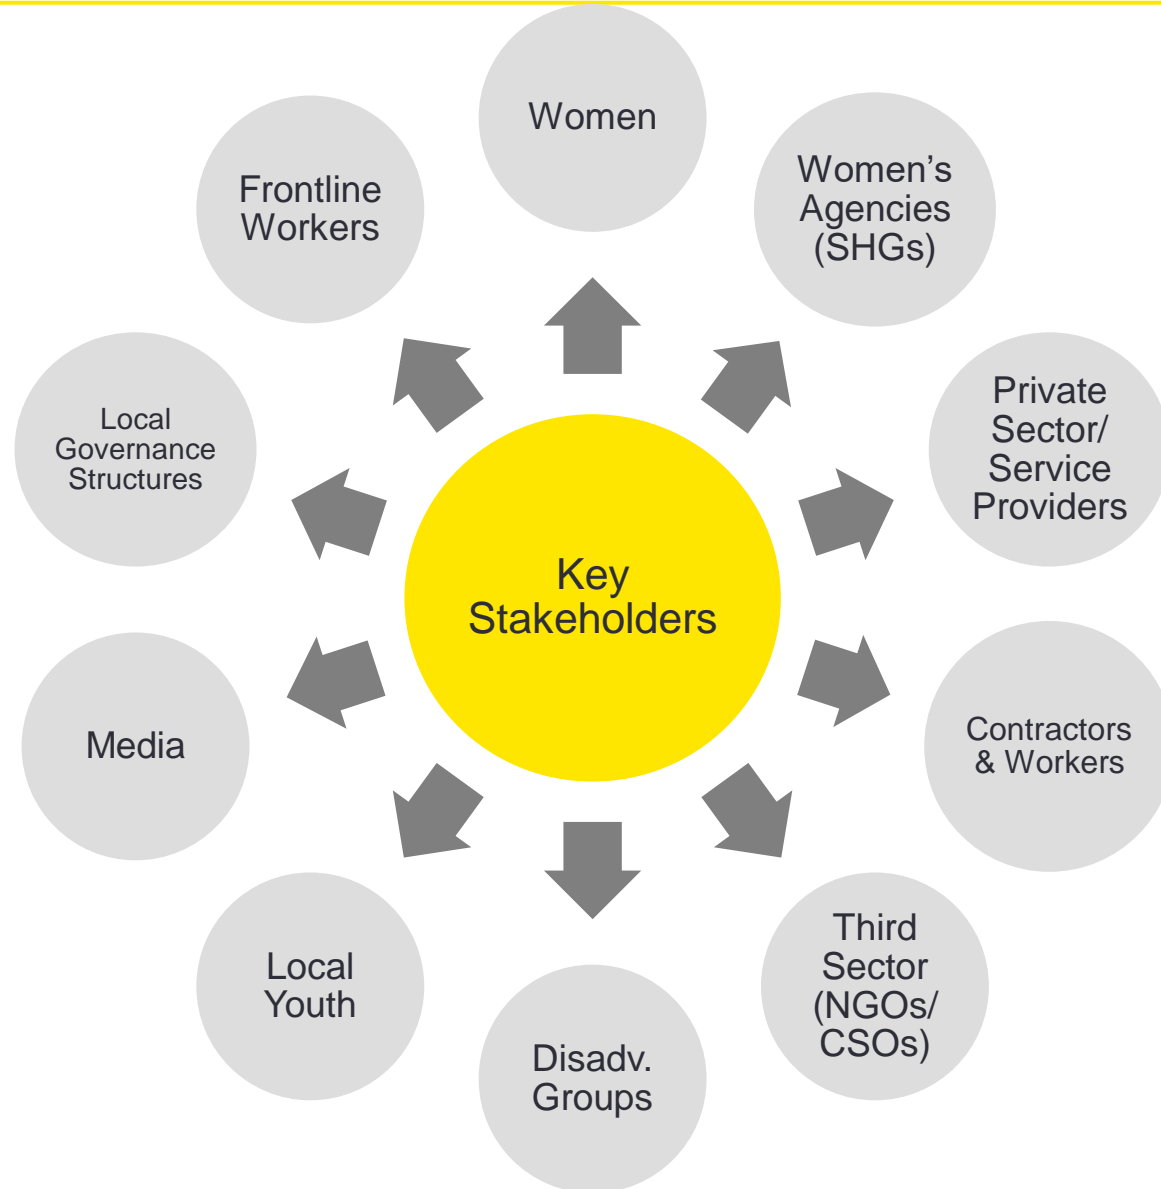 Women
Women’s
Agencies
(SHGs)
Frontline
Workers
Private
Sector/
Service
Providers
Local
Governance
Structures
Key
Stakeholders
Contractors
& Workers
Media
Third
Sector
(NGOs/
CSOs)
Local
Youth
Disadv.
Groups